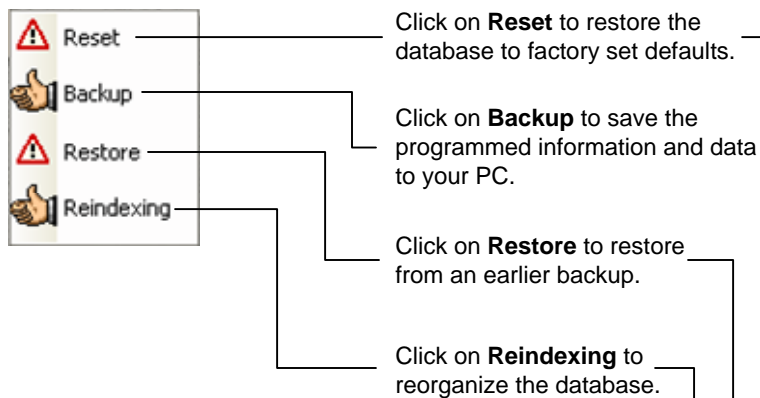 Reset
Backup
Restore
Reindexing
Click on Reset to restore the
database to factory set defaults.
Click on Backup to save the
programmed information and data
to your PC.
Click on Restore to restore
from an earlier backup.
Click on Reindexing to
reorganize the database.